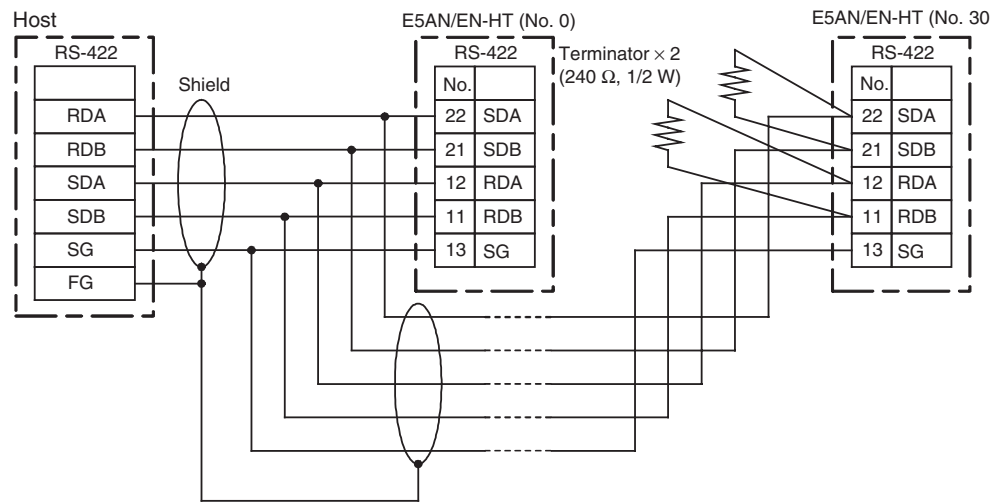 Host
RS-422
RDA
RDB
SDA
SDB
SG
FG
Shield
E5AN/EN-HT (No. 0)
RS-422
No.
22 SDA
21 SDB
12 RDA
11 RDB
13 SG
Terminator × 2
(240 Ω, 1/2 W)
E5AN/EN-HT (No. 30
RS-422
No.
22 SDA
21 SDB
12 RDA
11 RDB
13 SG